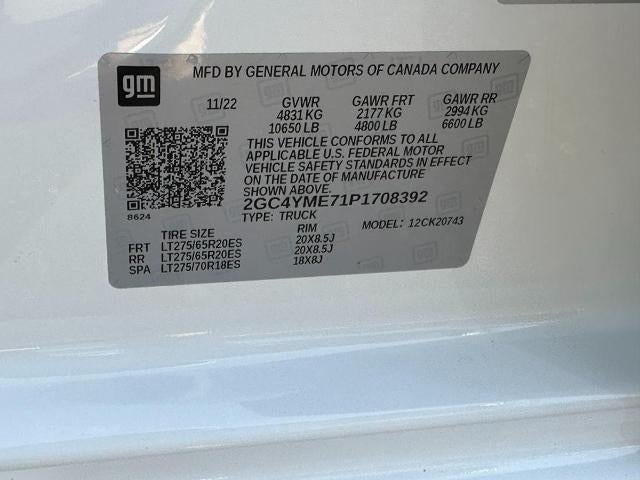 gm
MFD BY GENERAL MOTORS OF CANADA COMPANY
11/22 GVWR GAWR FRT GAWR RR
4831 KG 2177 KG 2994 KG
10650 LB 4800 LB 6600 LB
THIS VEHICLE CONFORMS TO ALL
APPLICABLE U.S. FEDERAL MOTOR
VEHICLE SAFETY STANDARDS IN EFFECT
ON THE DATE OF MANUFACTURE
SHOWN ABOVE.
8624
2GC4YME71P1708392
TYPE: TRUCK MODEL: 12CK20743
TIRE SIZE RIM
FRT LT275/65R20ES 20X8.5J
RR LT275/65R20ES 20X8.5J
SPA LT275/70R18ES 18X8J